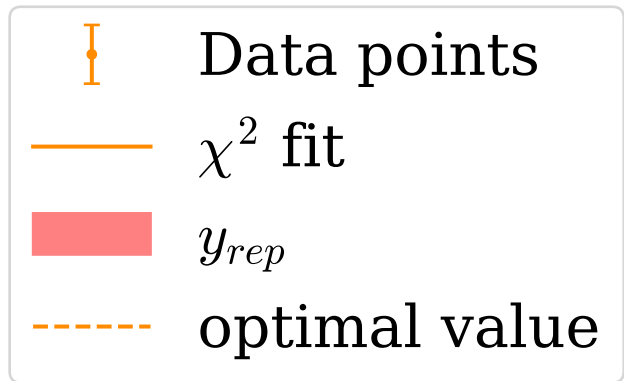 Data points
χ² fit
y_rep
optimal value